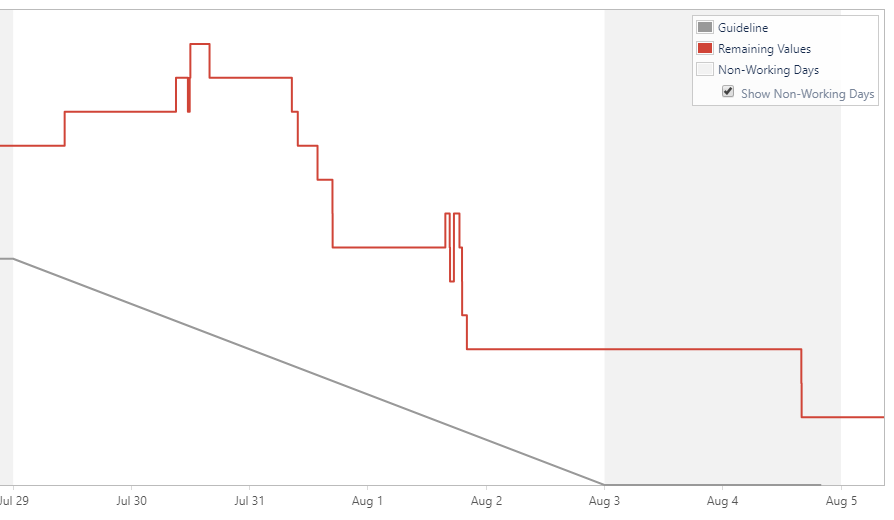 Guideline
Remaining Values
Non-Working Days
Show Non-Working Days
Jul 29
Jul 30
Jul 31
Aug 1
Aug 2
Aug 3
Aug 4
Aug 5